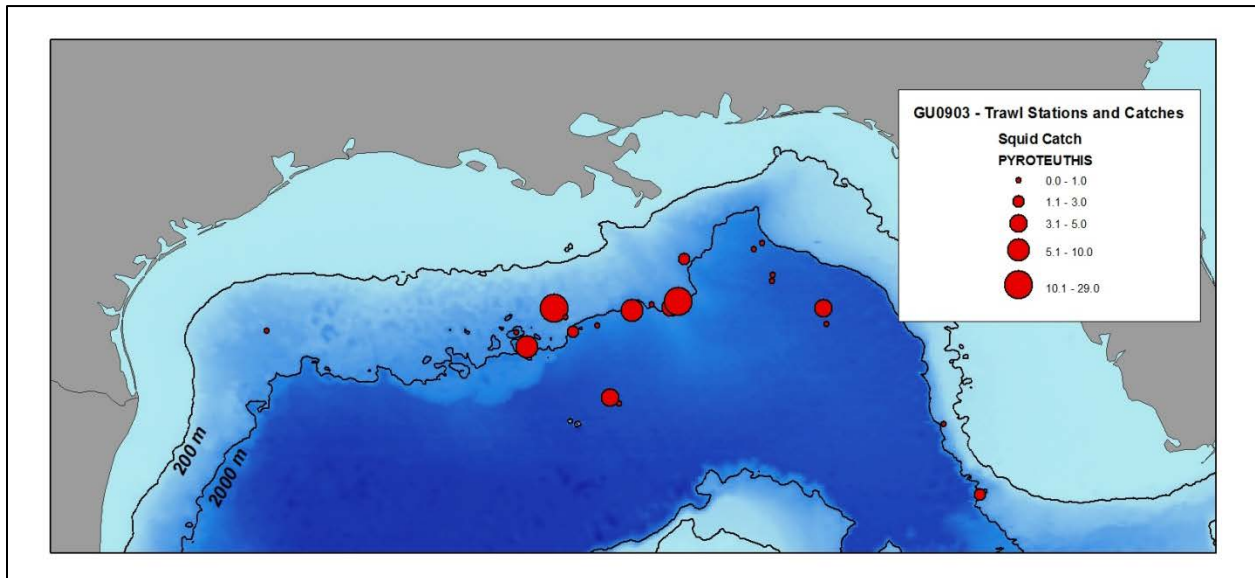 GU0903 - Trawl Stations and Catches
Squid Catch
PYROTEUTHIS
0.0 - 1.0
1.1 - 3.0
3.1 - 5.0
5.1 - 10.0
10.1 - 29.0
200 m
2000 m